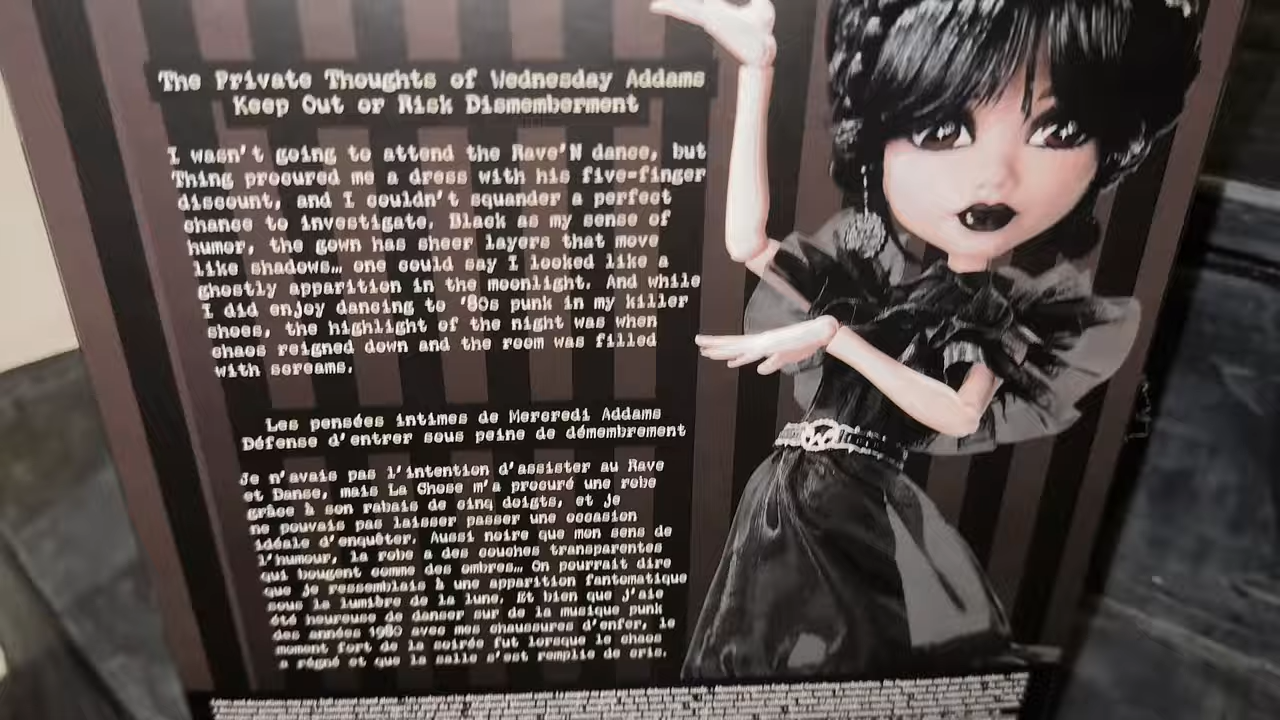 The Private Thoughts of Wednesday Addams
Keep Out or Risk Dismemberment
I wasn't going to attend the Rave'N dance, but
Thing procured me a dress with his five-finger
discount, and I couldn't squander a perfect
chance to investigate. Black as my sense of
humor, the gown has sheer layers that move
like shadows… one could say I looked like a
ghostly apparition in the moonlight. And while
I did enjoy dancing to '80s punk in my killer
shoes, the highlight of the night was when
chaos reigned down and the room was filled
with screams.
Les pensées intimes de Mercredi Addams
Défense d'entrer sous peine de démembrement
Je n'avais pas l'intention d'assister au Rave
et Danse, mais La Chose m'a procuré une robe
grâce à son rabais de cinq doigts, et je
ne pouvais pas laisser passer une occasion
idéale d'enquêter. Aussi noire que mon sens de
l'humour, la robe a des couches transparentes
qui bougent comme des ombres… On pourrait dire
que je ressemblais à une apparition fantomatique
sous la lumière de la lune. Et bien que j'aie
été heureuse de danser sur de la musique punk
des années 1980 avec mes chaussures d'enfer, le
moment fort de la soirée fut lorsque le chaos
a régné et que la salle s'est remplie de cris.
Colors and decorations may vary. Doll cannot stand alone.